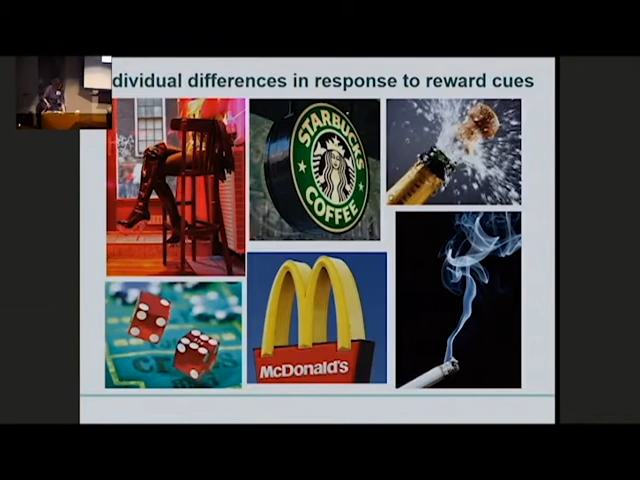 dividual differences in response to reward cues
STARBUCKS
COFFEE
McDonald's